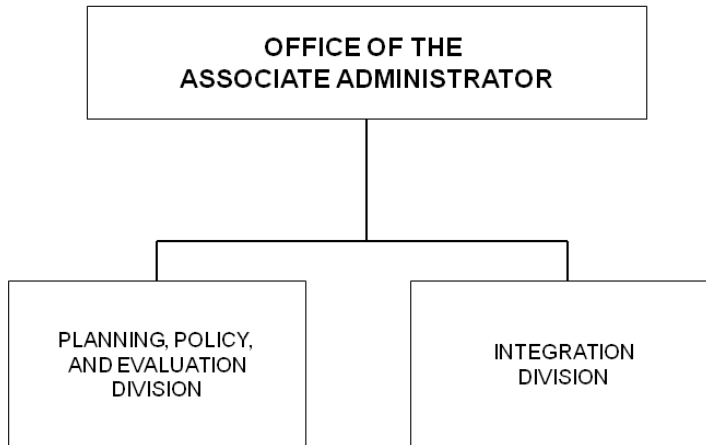 OFFICE OF THE
ASSOCIATE ADMINISTRATOR
PLANNING, POLICY,
AND EVALUATION
DIVISION
INTEGRATION
DIVISION